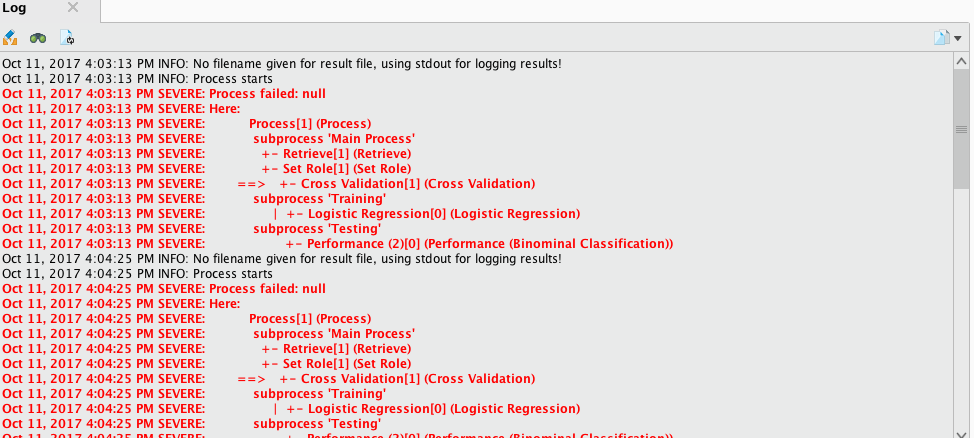 Log
Oct 11, 2017 4:03:13 PM INFO: No filename given for result file, using stdout for logging results!
Oct 11, 2017 4:03:13 PM INFO: Process starts
Oct 11, 2017 4:03:13 PM SEVERE: Process failed: null
Oct 11, 2017 4:03:13 PM SEVERE: Here:
Oct 11, 2017 4:03:13 PM SEVERE: Process[1] (Process)
Oct 11, 2017 4:03:13 PM SEVERE: subprocess 'Main Process'
Oct 11, 2017 4:03:13 PM SEVERE: +- Retrieve[1] (Retrieve)
Oct 11, 2017 4:03:13 PM SEVERE: +- Set Role[1] (Set Role)
Oct 11, 2017 4:03:13 PM SEVERE: ==> +- Cross Validation[1] (Cross Validation)
Oct 11, 2017 4:03:13 PM SEVERE: subprocess 'Training'
Oct 11, 2017 4:03:13 PM SEVERE: | +- Logistic Regression[0] (Logistic Regression)
Oct 11, 2017 4:03:13 PM SEVERE: subprocess 'Testing'
Oct 11, 2017 4:03:13 PM SEVERE: +- Performance (2)[0] (Performance (Binominal Classification))
Oct 11, 2017 4:04:25 PM INFO: No filename given for result file, using stdout for logging results!
Oct 11, 2017 4:04:25 PM INFO: Process starts
Oct 11, 2017 4:04:25 PM SEVERE: Process failed: null
Oct 11, 2017 4:04:25 PM SEVERE: Here:
Oct 11, 2017 4:04:25 PM SEVERE: Process[1] (Process)
Oct 11, 2017 4:04:25 PM SEVERE: subprocess 'Main Process'
Oct 11, 2017 4:04:25 PM SEVERE: +- Retrieve[1] (Retrieve)
Oct 11, 2017 4:04:25 PM SEVERE: +- Set Role[1] (Set Role)
Oct 11, 2017 4:04:25 PM SEVERE: ==> +- Cross Validation[1] (Cross Validation)
Oct 11, 2017 4:04:25 PM SEVERE: subprocess 'Training'
Oct 11, 2017 4:04:25 PM SEVERE: | +- Logistic Regression[0] (Logistic Regression)
Oct 11, 2017 4:04:25 PM SEVERE: subprocess 'Testing'
Oct 11, 2017 4:04:25 PM SEVERE: +- Performance (2)[0] (Performance (Binominal Classification))